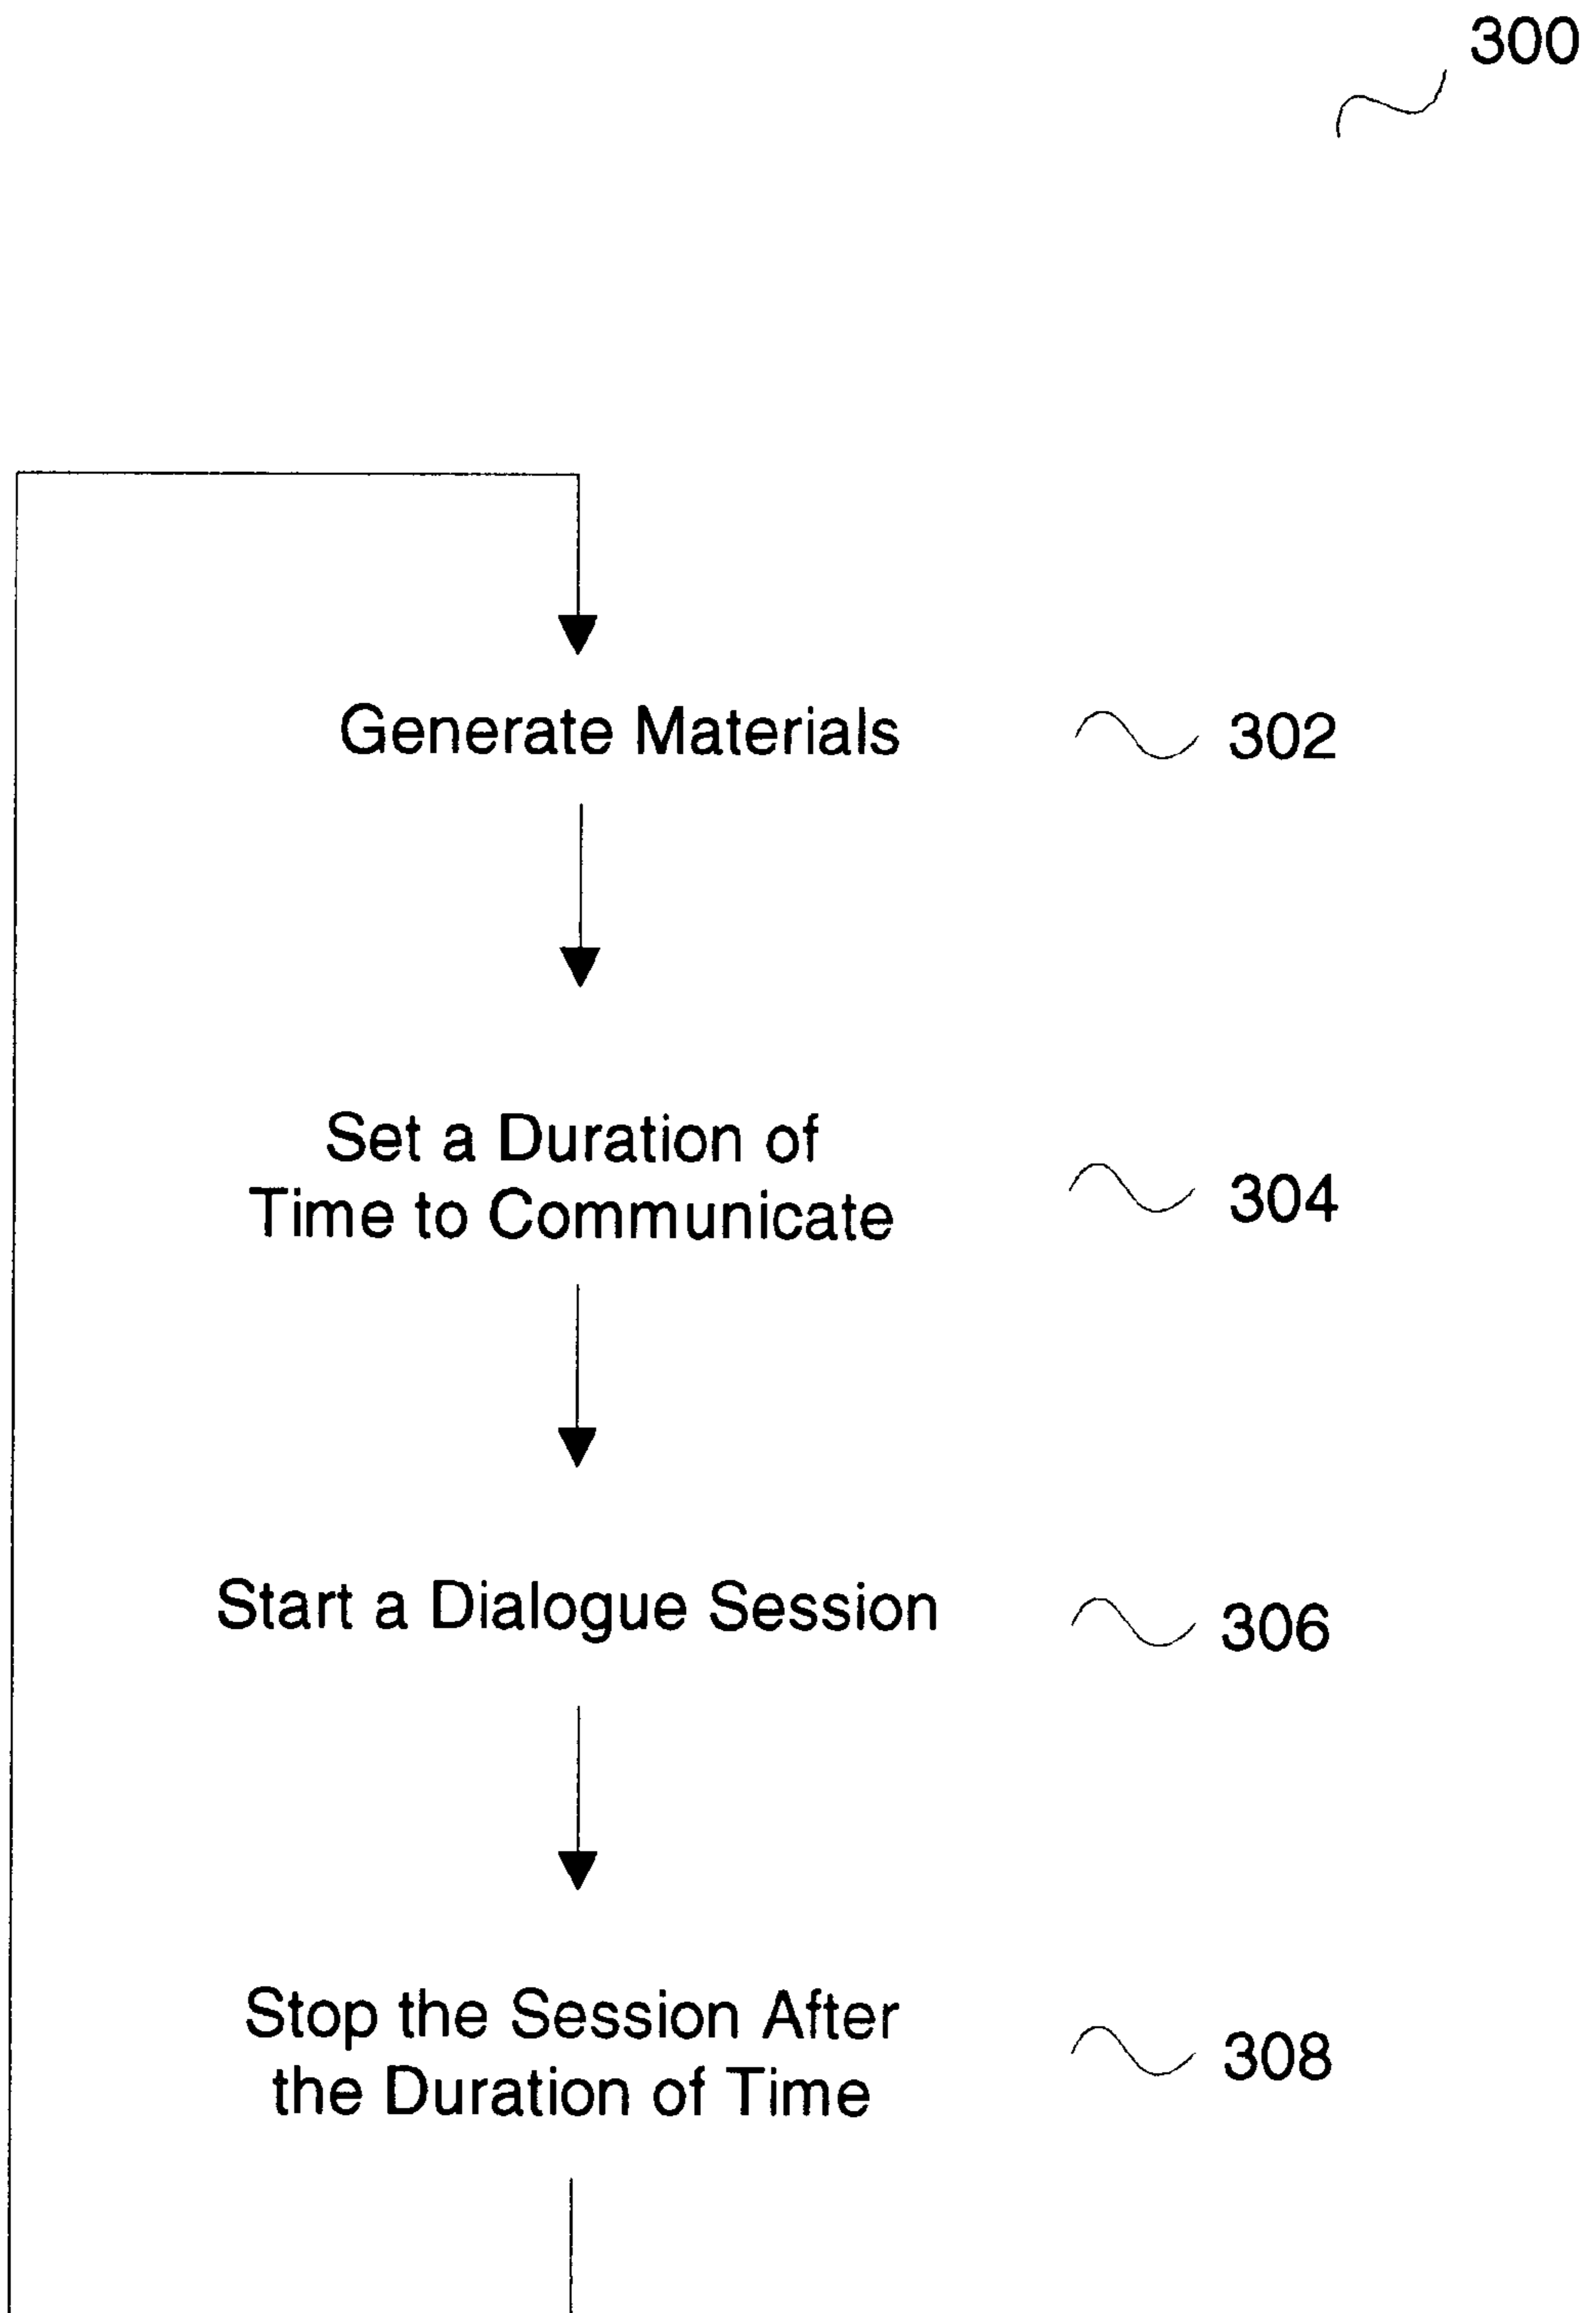 300
Generate Materials 302
Set a Duration of
Time to Communicate 304
Start a Dialogue Session 306
Stop the Session After
the Duration of Time 308